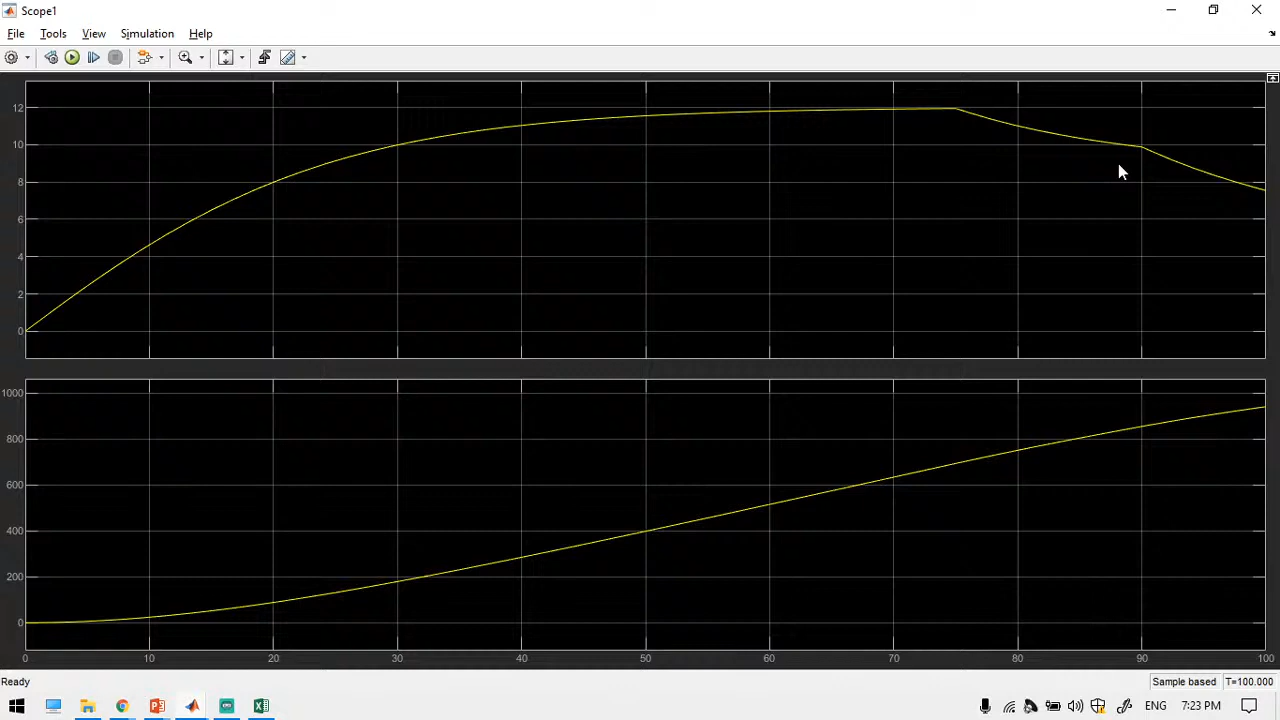 Scope1
File Tools View Simulation Help
12
10
8
6
4
2
0
1000
800
600
400
200
0
0 10 20 30 40 50 60 70 80 90 100
Ready Sample based T=100.000
ENG 7:23 PM